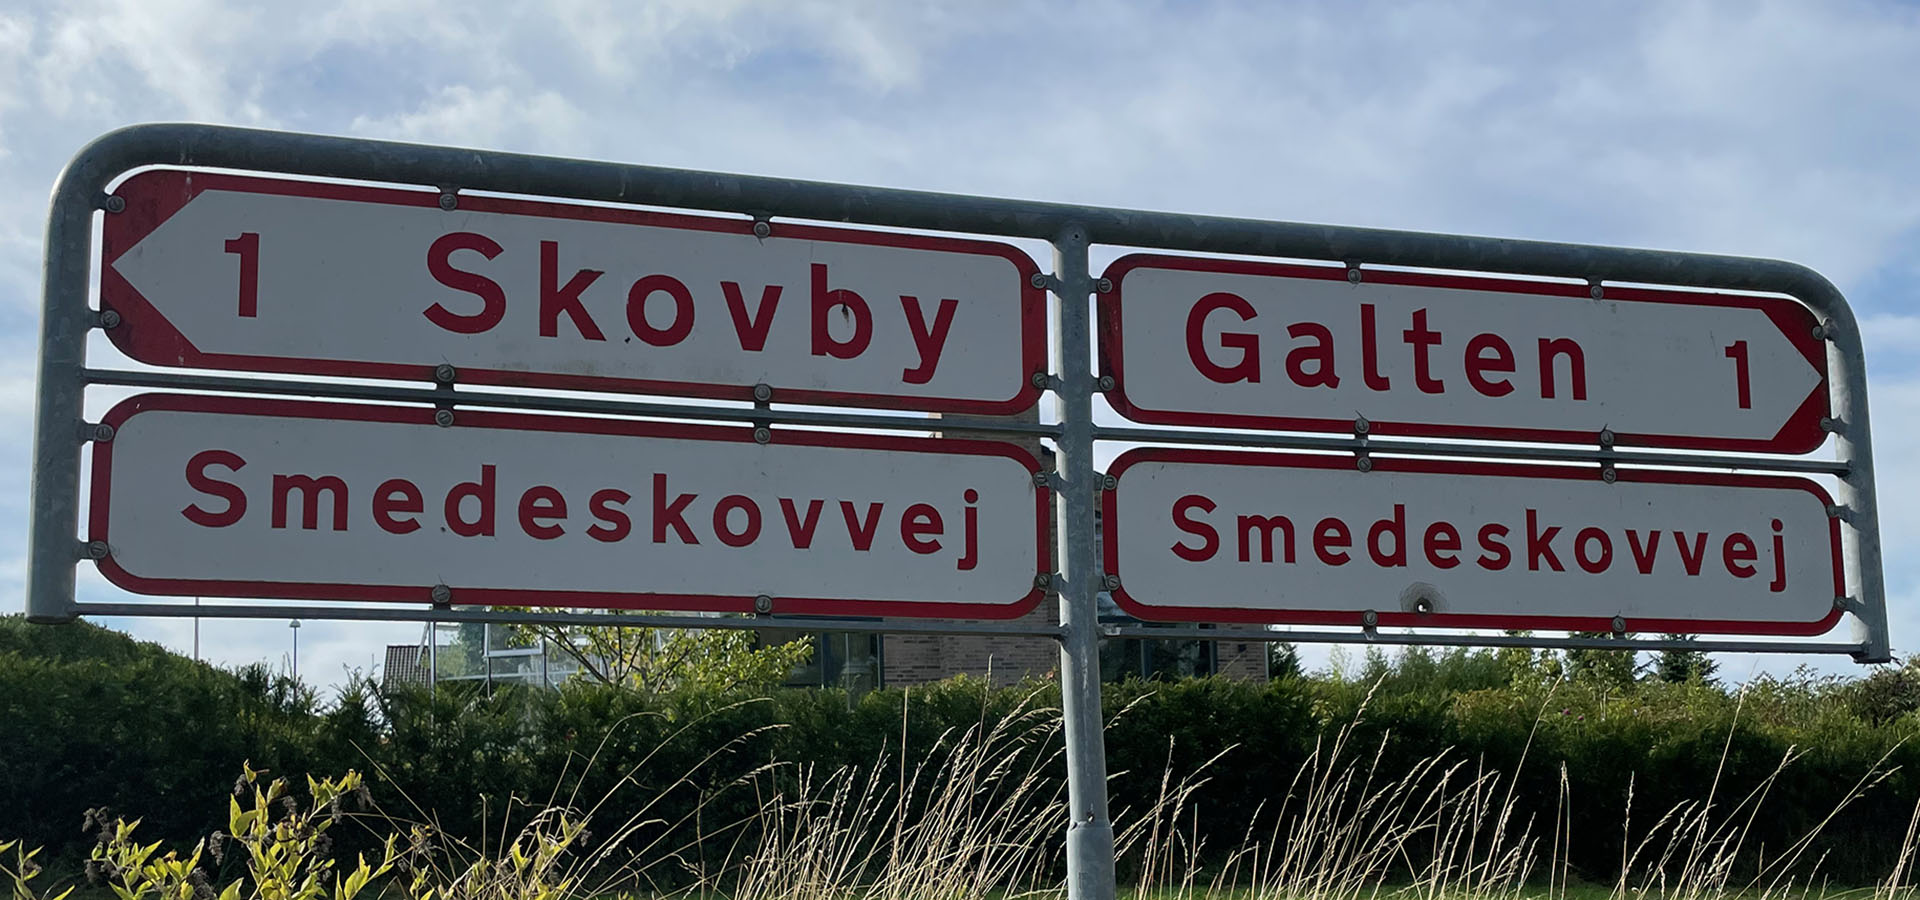 1 Skovby
Smedeskovvej
Galten 1
Smedeskovvej